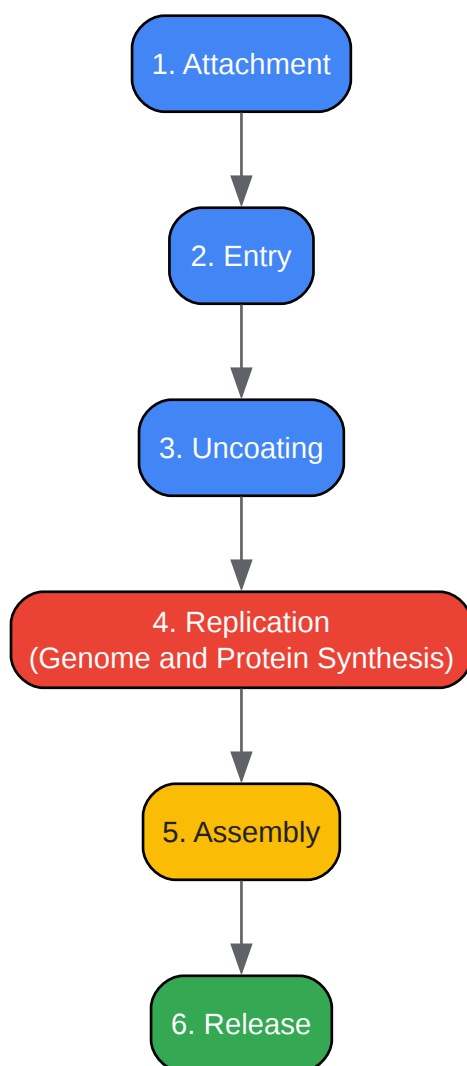 1. Attachment
2. Entry
3. Uncoating
4. Replication
(Genome and Protein Synthesis)
5. Assembly
6. Release